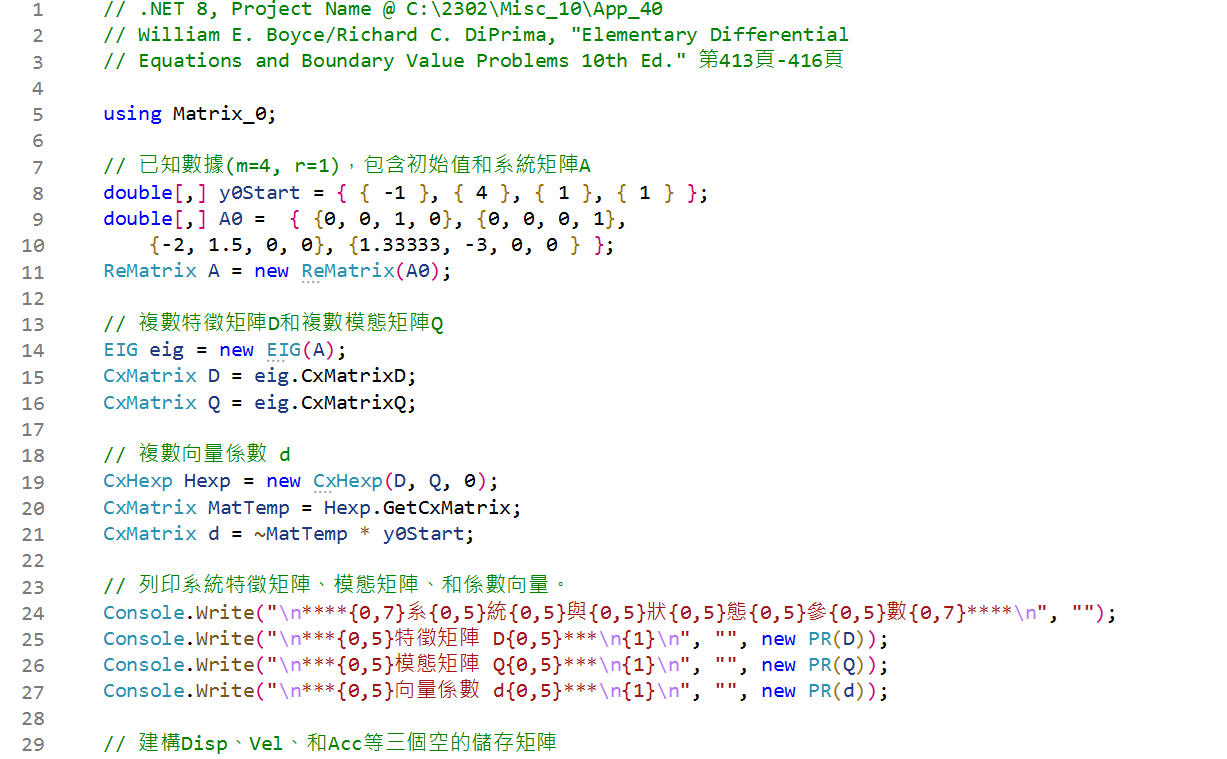 1 // .NET 8, Project Name @ C:\2302\Misc_10\App_40
2 // William E. Boyce/Richard C. DiPrima, "Elementary Differential
3 // Equations and Boundary Value Problems 10th Ed." 第413頁-416頁
4
5 using Matrix_0;
6
7 // 已知數據(m=4, r=1)，包含初始值和系統矩陣A
8 double[,] y0Start = { { -1 }, { 4 }, { 1 }, { 1 } };
9 double[,] A0 =  { {0, 0, 1, 0}, {0, 0, 0, 1},
10     {-2, 1.5, 0, 0}, {1.33333, -3, 0, 0 } };
11 ReMatrix A = new ReMatrix(A0);
12
13 // 複數特徵矩陣D和複數模態矩陣Q
14 EIG eig = new EIG(A);
15 CxMatrix D = eig.CxMatrixD;
16 CxMatrix Q = eig.CxMatrixQ;
17
18 // 複數向量係數 d
19 CxHexp Hexp = new CxHexp(D, Q, 0);
20 CxMatrix MatTemp = Hexp.GetCxMatrix;
21 CxMatrix d = ~MatTemp * y0Start;
22
23 // 列印系統特徵矩陣、模態矩陣、和係數向量。
24 Console.Write("\n****{0,7}系{0,5}統{0,5}與{0,5}狀{0,5}態{0,5}參{0,5}數{0,7}****\n", "");
25 Console.Write("\n***{0,5}特徵矩陣 D{0,5}***\n{1}\n", "", new PR(D));
26 Console.Write("\n***{0,5}模態矩陣 Q{0,5}***\n{1}\n", "", new PR(Q));
27 Console.Write("\n***{0,5}向量係數 d{0,5}***\n{1}\n", "", new PR(d));
28
29 // 建構Disp、Vel、和Acc等三個空的儲存矩陣